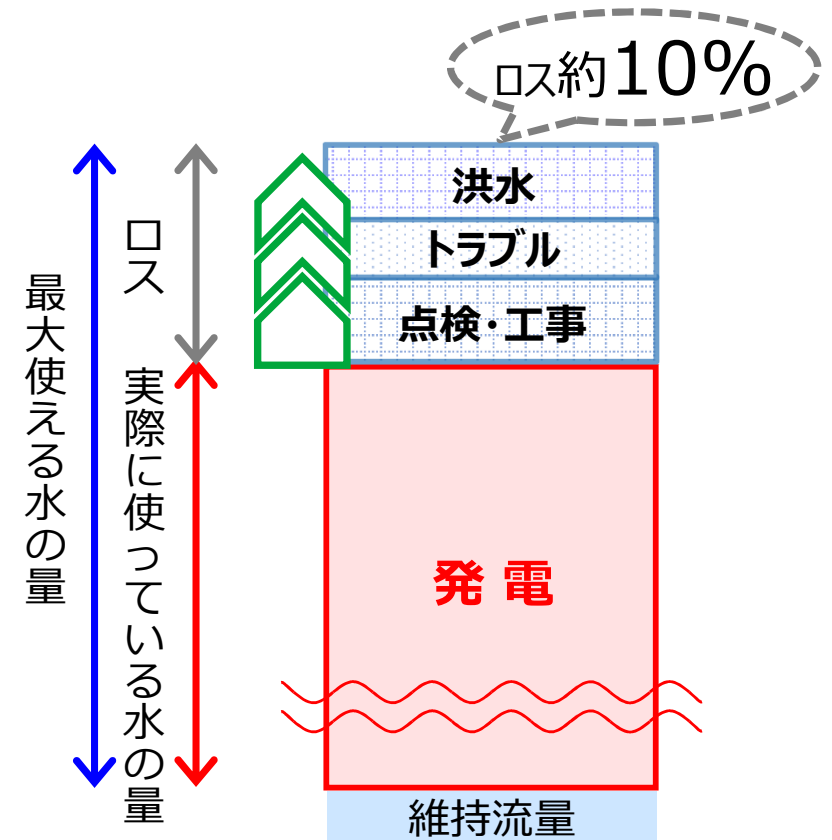 ロス約10%
洪水
トラブル
点検・工事
発電
維持流量
ロス
実際に使っている水の量
最大使える水の量